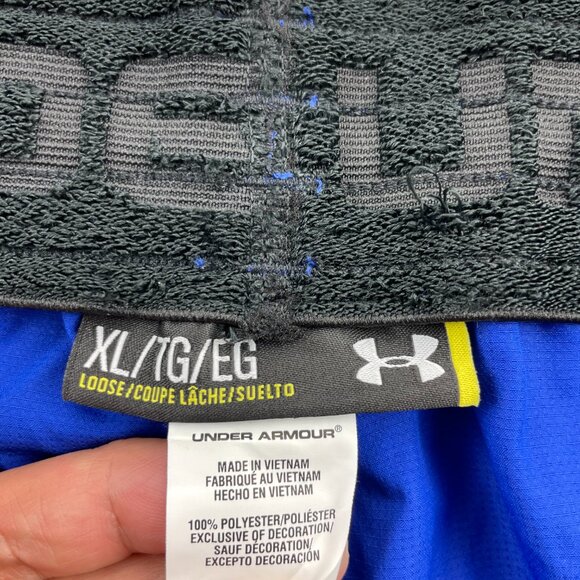 XL/TG/EG
LOOSE/COUPE LÂCHE/SUELTO
UNDER ARMOUR®
MADE IN VIETNAM
FABRIQUÉ AU VIETNAM
HECHO EN VIETNAM
100% POLYESTER/POLIÉSTER
EXCLUSIVE OF DECORATION/
SAUF DÉCORATION/
EXCEPTO DECORACIÓN